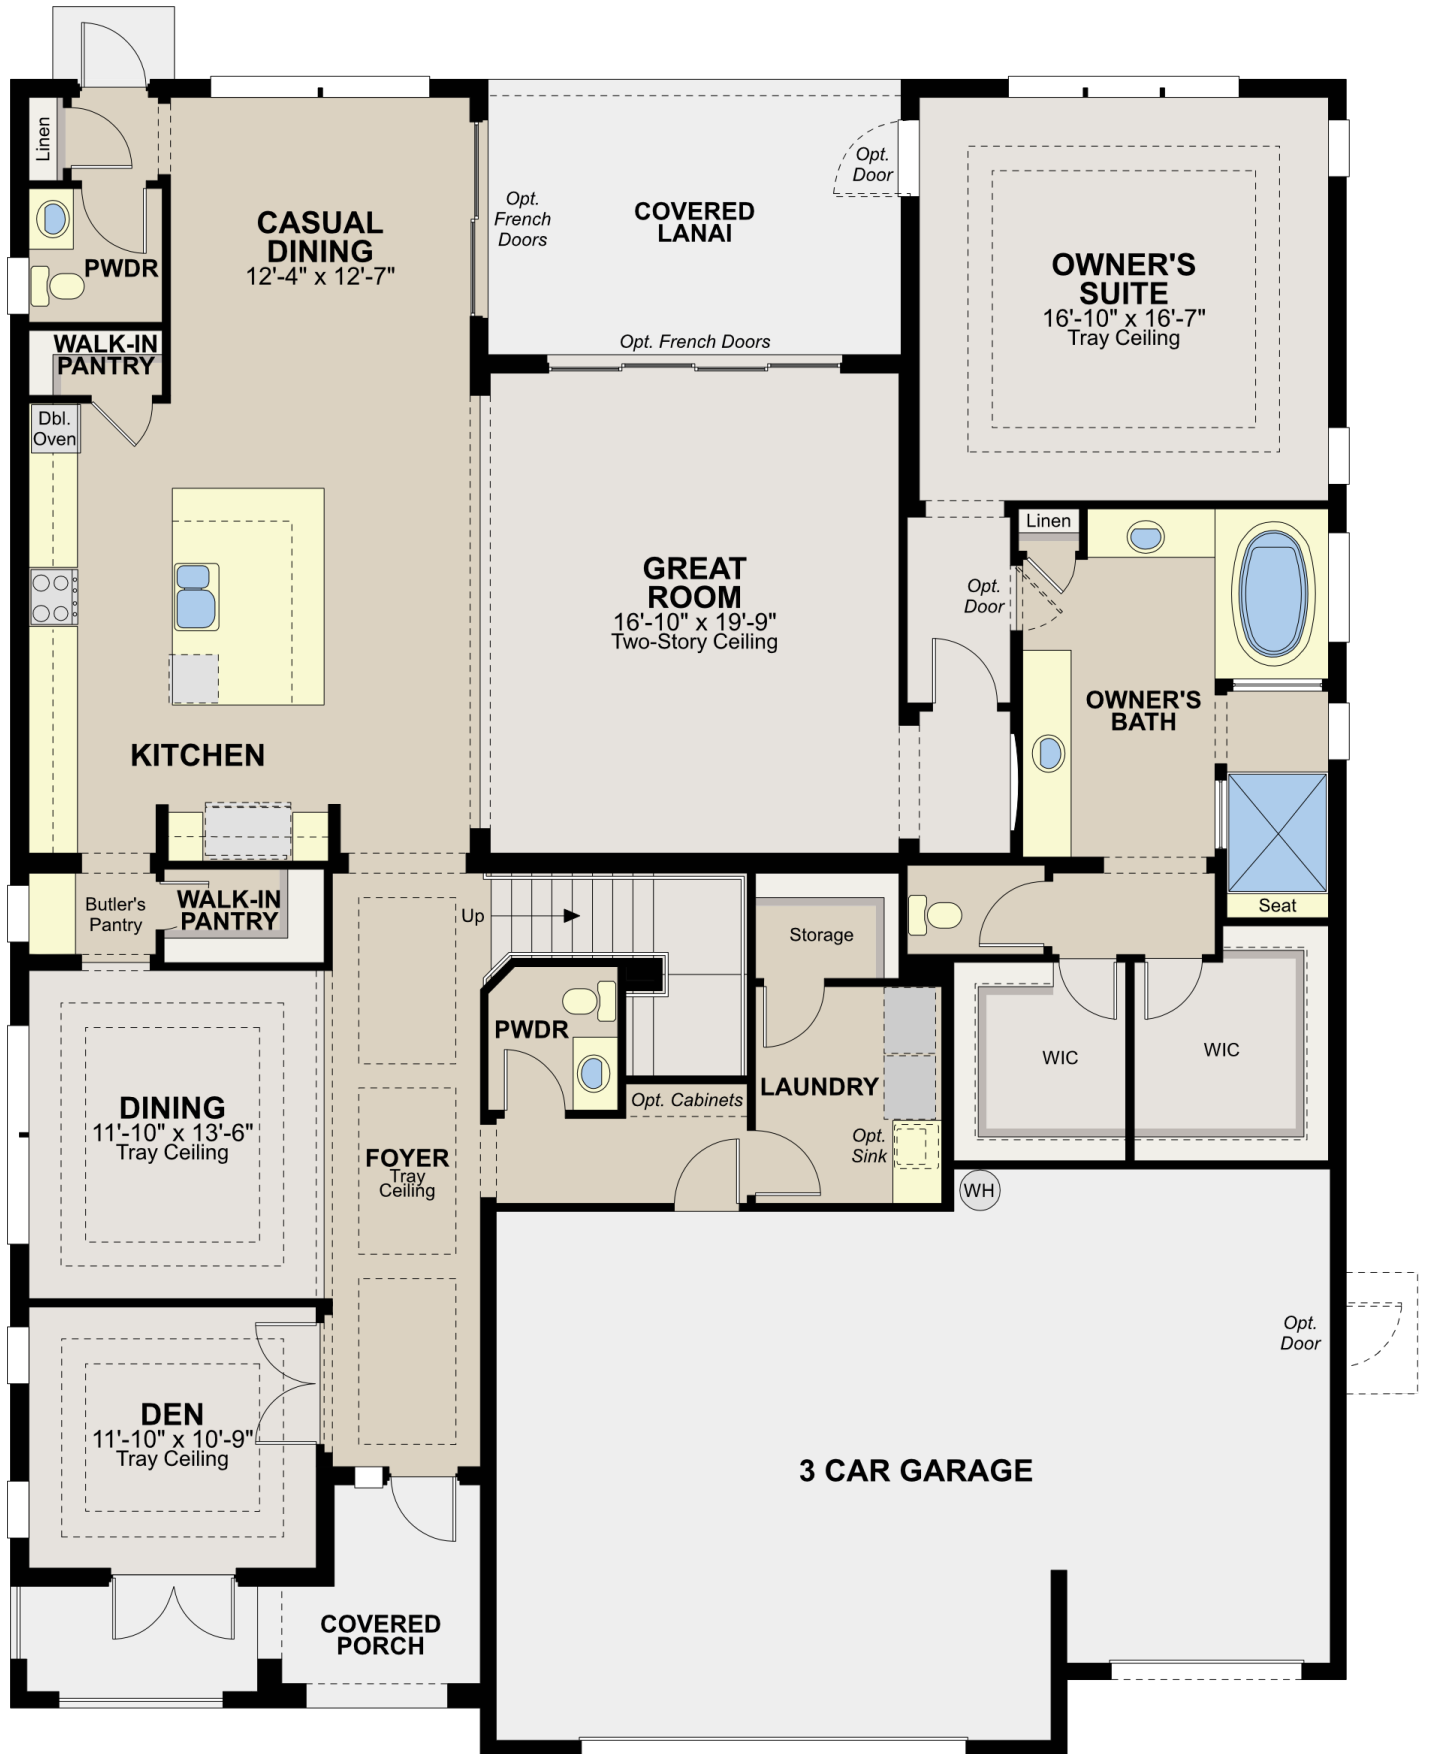 Linen
PWDR
CASUAL
DINING
12'-4" x 12'-7"
Opt.
French
Doors
COVERED
LANAI
Opt.
Door
Opt. French Doors
OWNER'S
SUITE
16'-10" x 16'-7"
Tray Ceiling
WALK-IN
PANTRY
Dbl.
Oven
KITCHEN
GREAT
ROOM
16'-10" x 19'-9"
Two-Story Ceiling
Linen
Opt.
Door
OWNER'S
BATH
Seat
Butler's
Pantry
WALK-IN
PANTRY
Up
Storage
PWDR
LAUNDRY
Opt. Cabinets
Opt.
Sink
WIC
WIC
DINING
11'-10" x 13'-6"
Tray Ceiling
FOYER
Tray
Ceiling
WH
Opt.
Door
DEN
11'-10" x 10'-9"
Tray Ceiling
3 CAR GARAGE
COVERED
PORCH